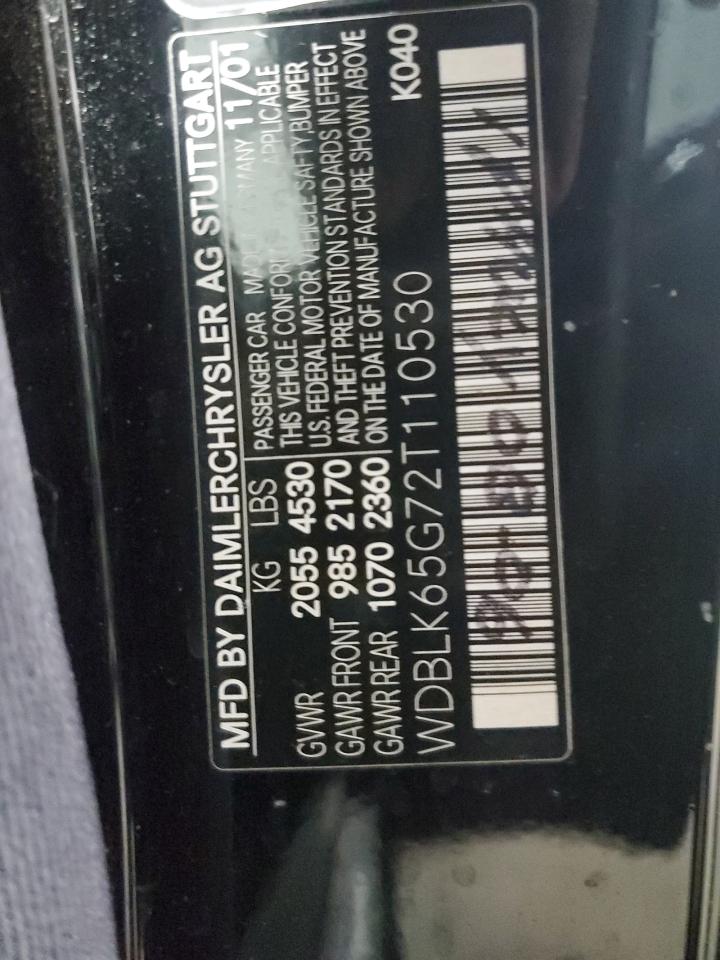 MFD BY DAIMLERCHRYSLER AG STUTTGART
KG LBS
GVWR 2055 4530
GAWR FRONT 985 2170
GAWR REAR 1070 2360
PASSENGER CAR MADE 11/01
THIS VEHICLE CONFORMS APPLICABLE
U.S. FEDERAL MOTOR VEHICLE SAFTY,BUMPER
AND THEFT PREVENTION STANDARDS IN EFFECT
ON THE DATE OF MANUFACTURE SHOWN ABOVE
WDBLK65G72T110530 K040